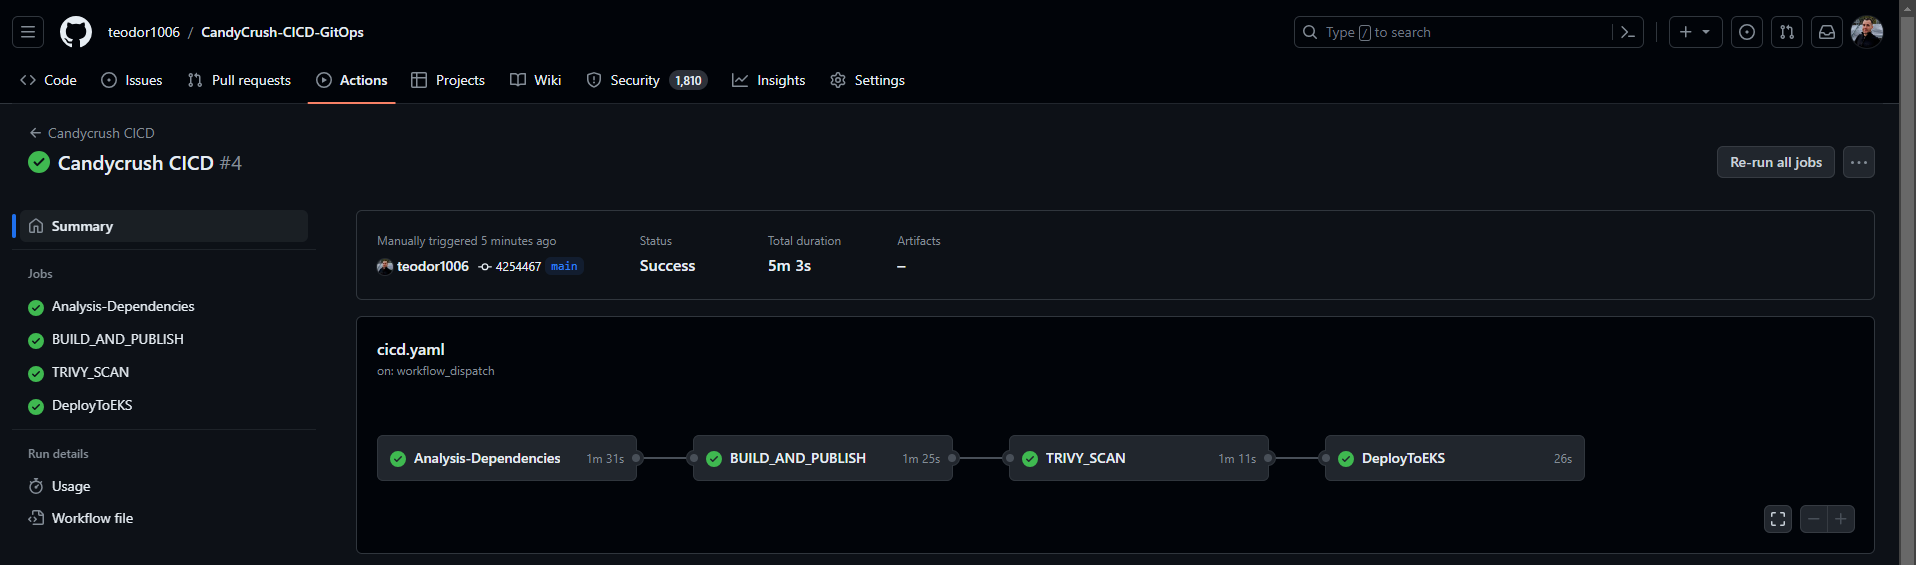 teodor1006 / CandyCrush-CICD-GitOps
Type / to search
Code
Issues
Pull requests
Actions
Projects
Wiki
Security 1,810
Insights
Settings
Candycrush CICD
Candycrush CICD #4
Re-run all jobs
Summary
Jobs
Analysis-Dependencies
BUILD_AND_PUBLISH
TRIVY_SCAN
DeployToEKS
Run details
Usage
Workflow file
Manually triggered 5 minutes ago
teodor1006 4254467 main
Status
Success
Total duration
5m 3s
Artifacts
–
cicd.yaml
on: workflow_dispatch
Analysis-Dependencies 1m 31s
BUILD_AND_PUBLISH 1m 25s
TRIVY_SCAN 1m 11s
DeployToEKS 26s